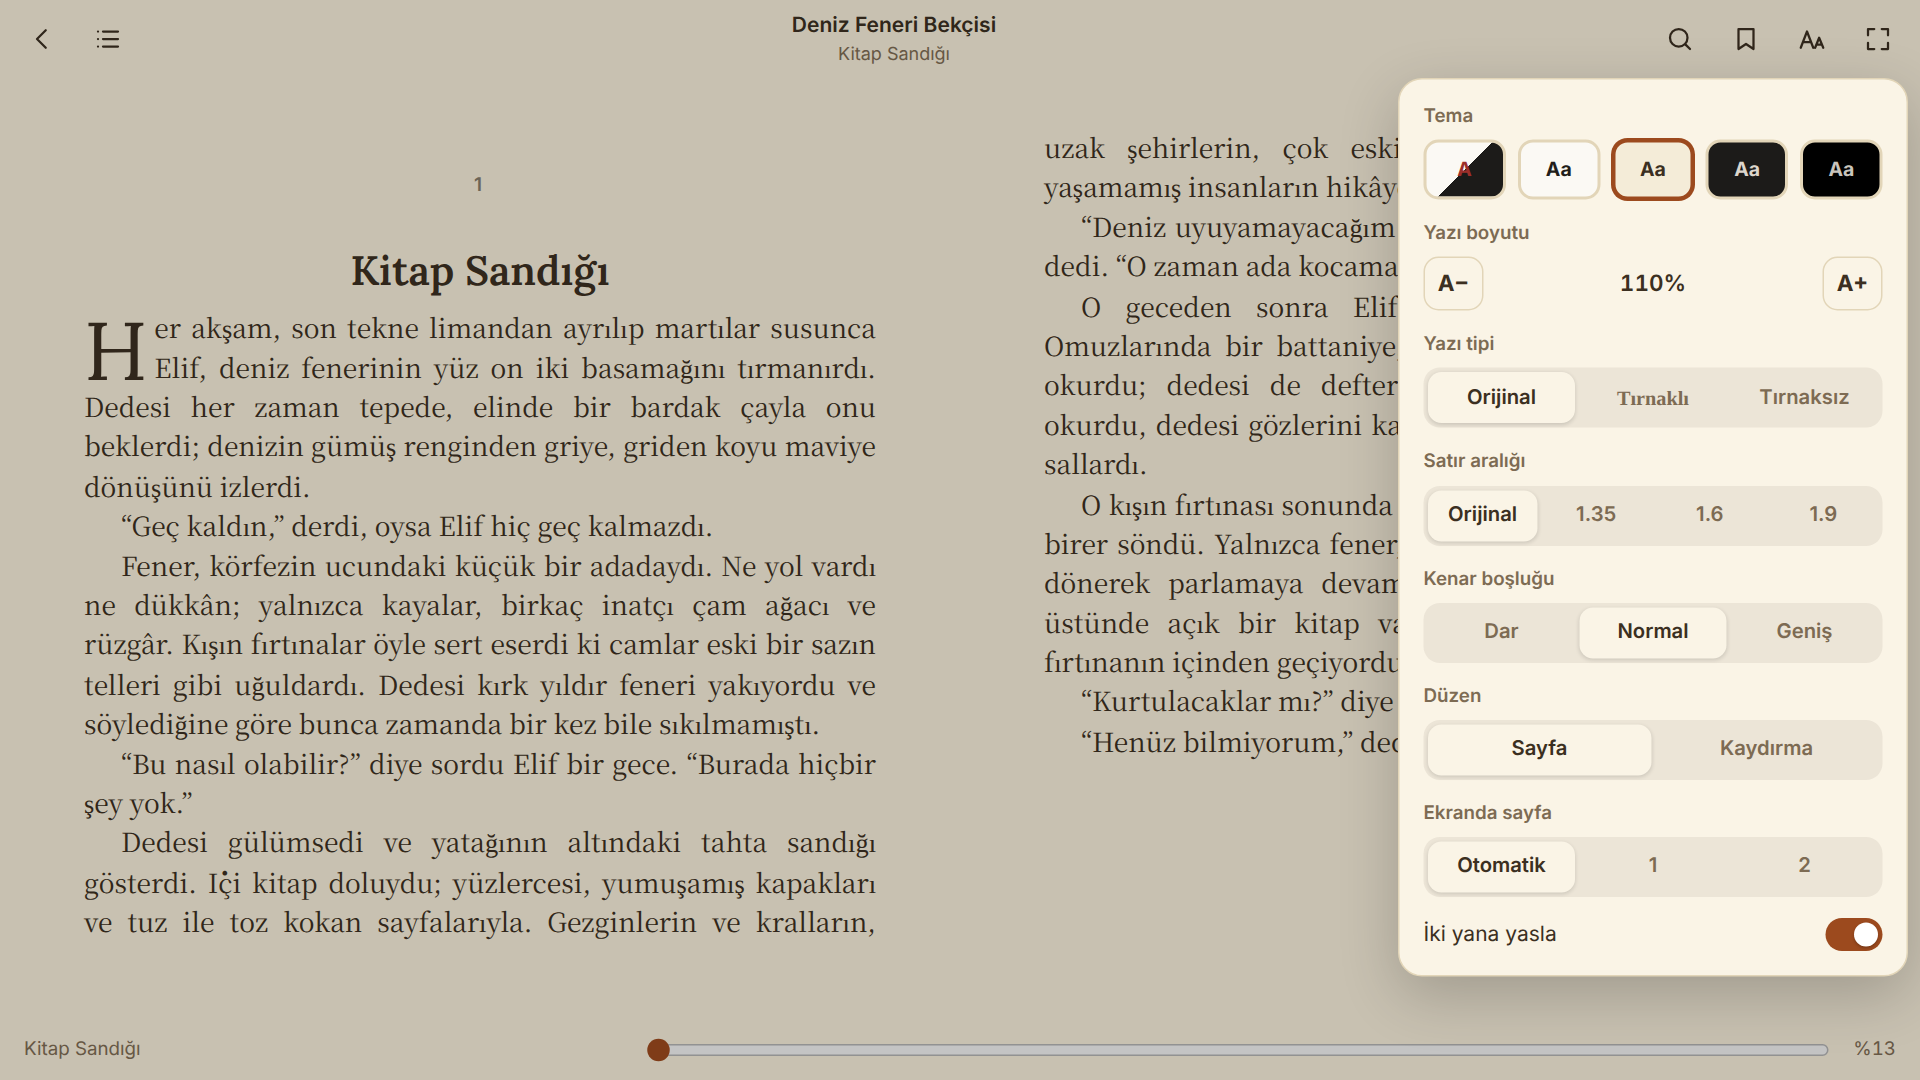 Deniz Feneri Bekçisi
Kitap Sandığı
1
Kitap Sandığı
Her akşam, son tekne limandan ayrılıp martılar susunca
Elif, deniz fenerinin yüz on iki basamağını tırmanırdı.
Dedesi her zaman tepede, elinde bir bardak çayla onu
beklerdi; denizin gümüş renginden griye, griden koyu maviye
dönüşünü izlerdi.
“Geç kaldın,” derdi, oysa Elif hiç geç kalmazdı.
Fener, körfezin ucundaki küçük bir adadaydı. Ne yol vardı
ne dükkân; yalnızca kayalar, birkaç inatçı çam ağacı ve
rüzgâr. Kışın fırtınalar öyle sert eserdi ki camlar eski bir sazın
telleri gibi uğuldardı. Dedesi kırk yıldır feneri yakıyordu ve
söylediğine göre bunca zamanda bir kez bile sıkılmamıştı.
“Bu nasıl olabilir?” diye sordu Elif bir gece. “Burada hiçbir
şey yok.”
Dedesi gülümsedi ve yatağının altındaki tahta sandığı
gösterdi. İçi kitap doluydu; yüzlercesi, yumuşamış kapakları
ve tuz ile toz kokan sayfalarıyla. Gezginlerin ve kralların,
uzak şehirlerin, çok eski
yaşamamış insanların hikâye
“Deniz uyuyamayacağım
dedi. “O zaman ada kocama
O geceden sonra Elif
Omuzlarında bir battaniye,
okurdu; dedesi de defter
okurdu, dedesi gözlerini ka
sallardı.
O kışın fırtınası sonunda
birer söndü. Yalnızca fener,
dönerek parlamaya devam
üstünde açık bir kitap va
fırtınanın içinden geçiyordu
“Kurtulacaklar mı?” diye
“Henüz bilmiyorum,” ded
Tema
A Aa Aa Aa Aa
Yazı boyutu
A− 110% A+
Yazı tipi
Orijinal Tırnaklı Tırnaksız
Satır aralığı
Orijinal 1.35 1.6 1.9
Kenar boşluğu
Dar Normal Geniş
Düzen
Sayfa Kaydırma
Ekranda sayfa
Otomatik 1 2
İki yana yasla
Kitap Sandığı
%13